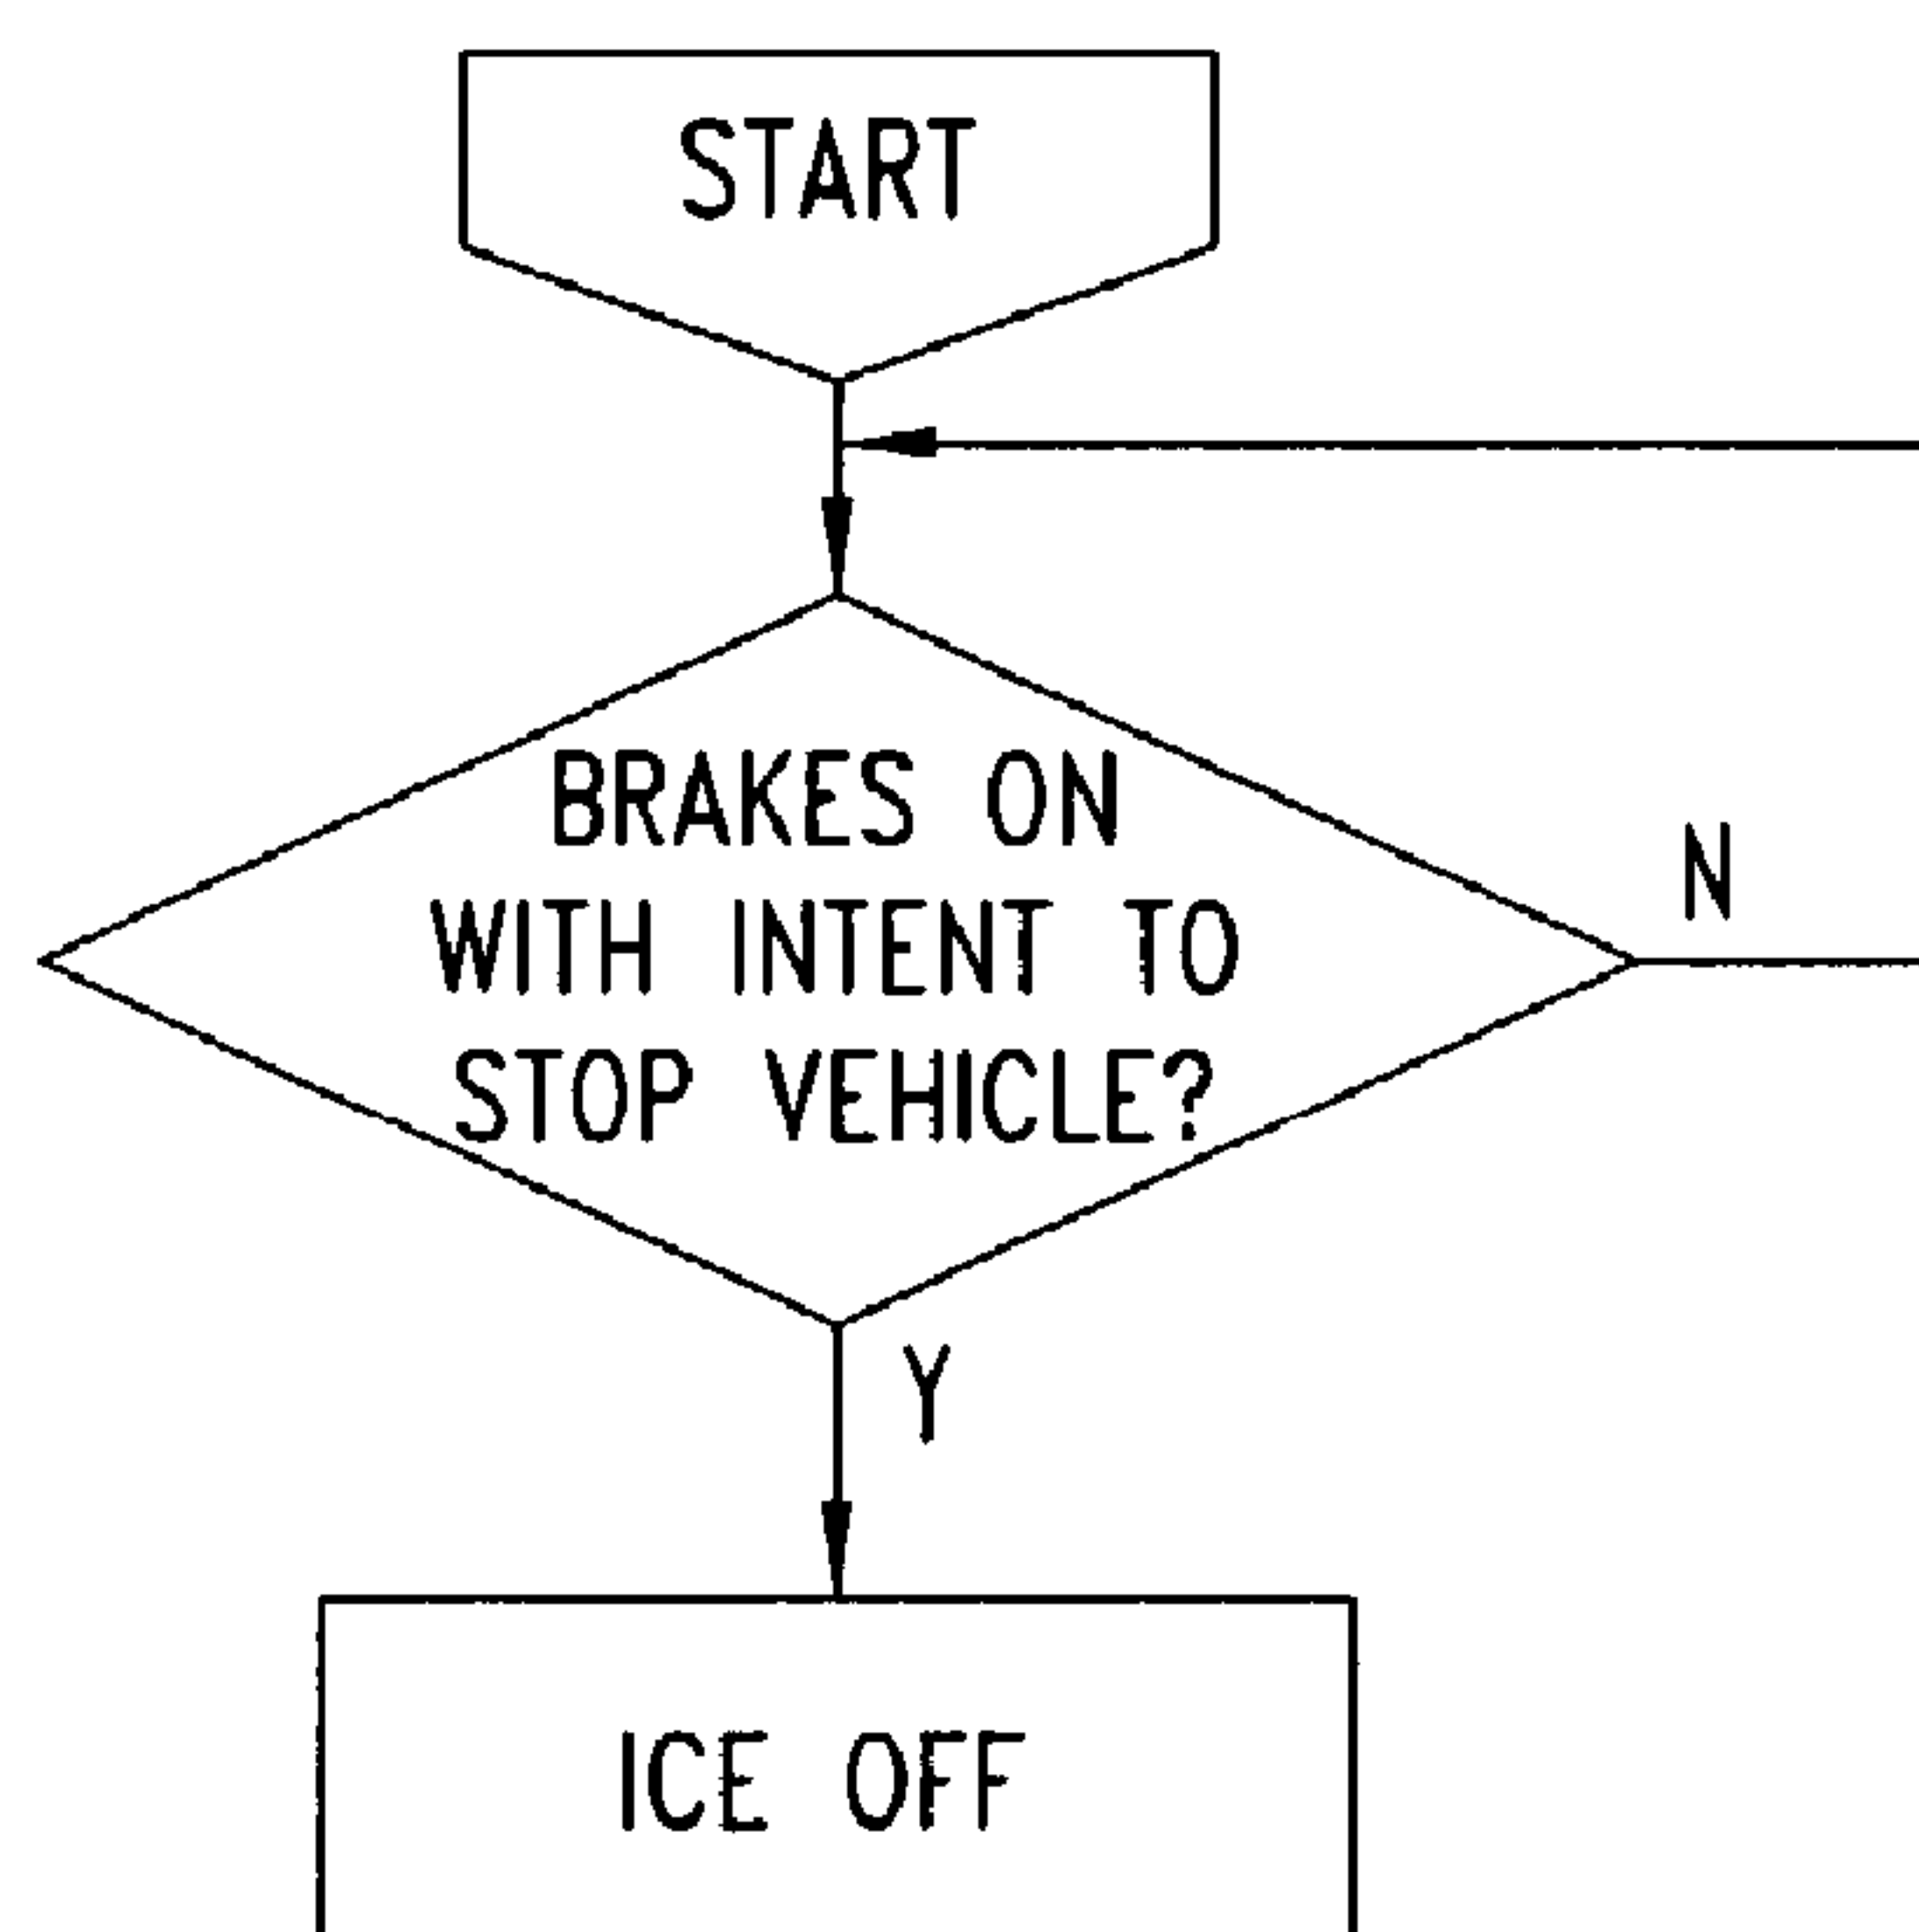 START
BRAKES ON
WITH INTENT TO
STOP VEHICLE?
N
Y
ICE OFF